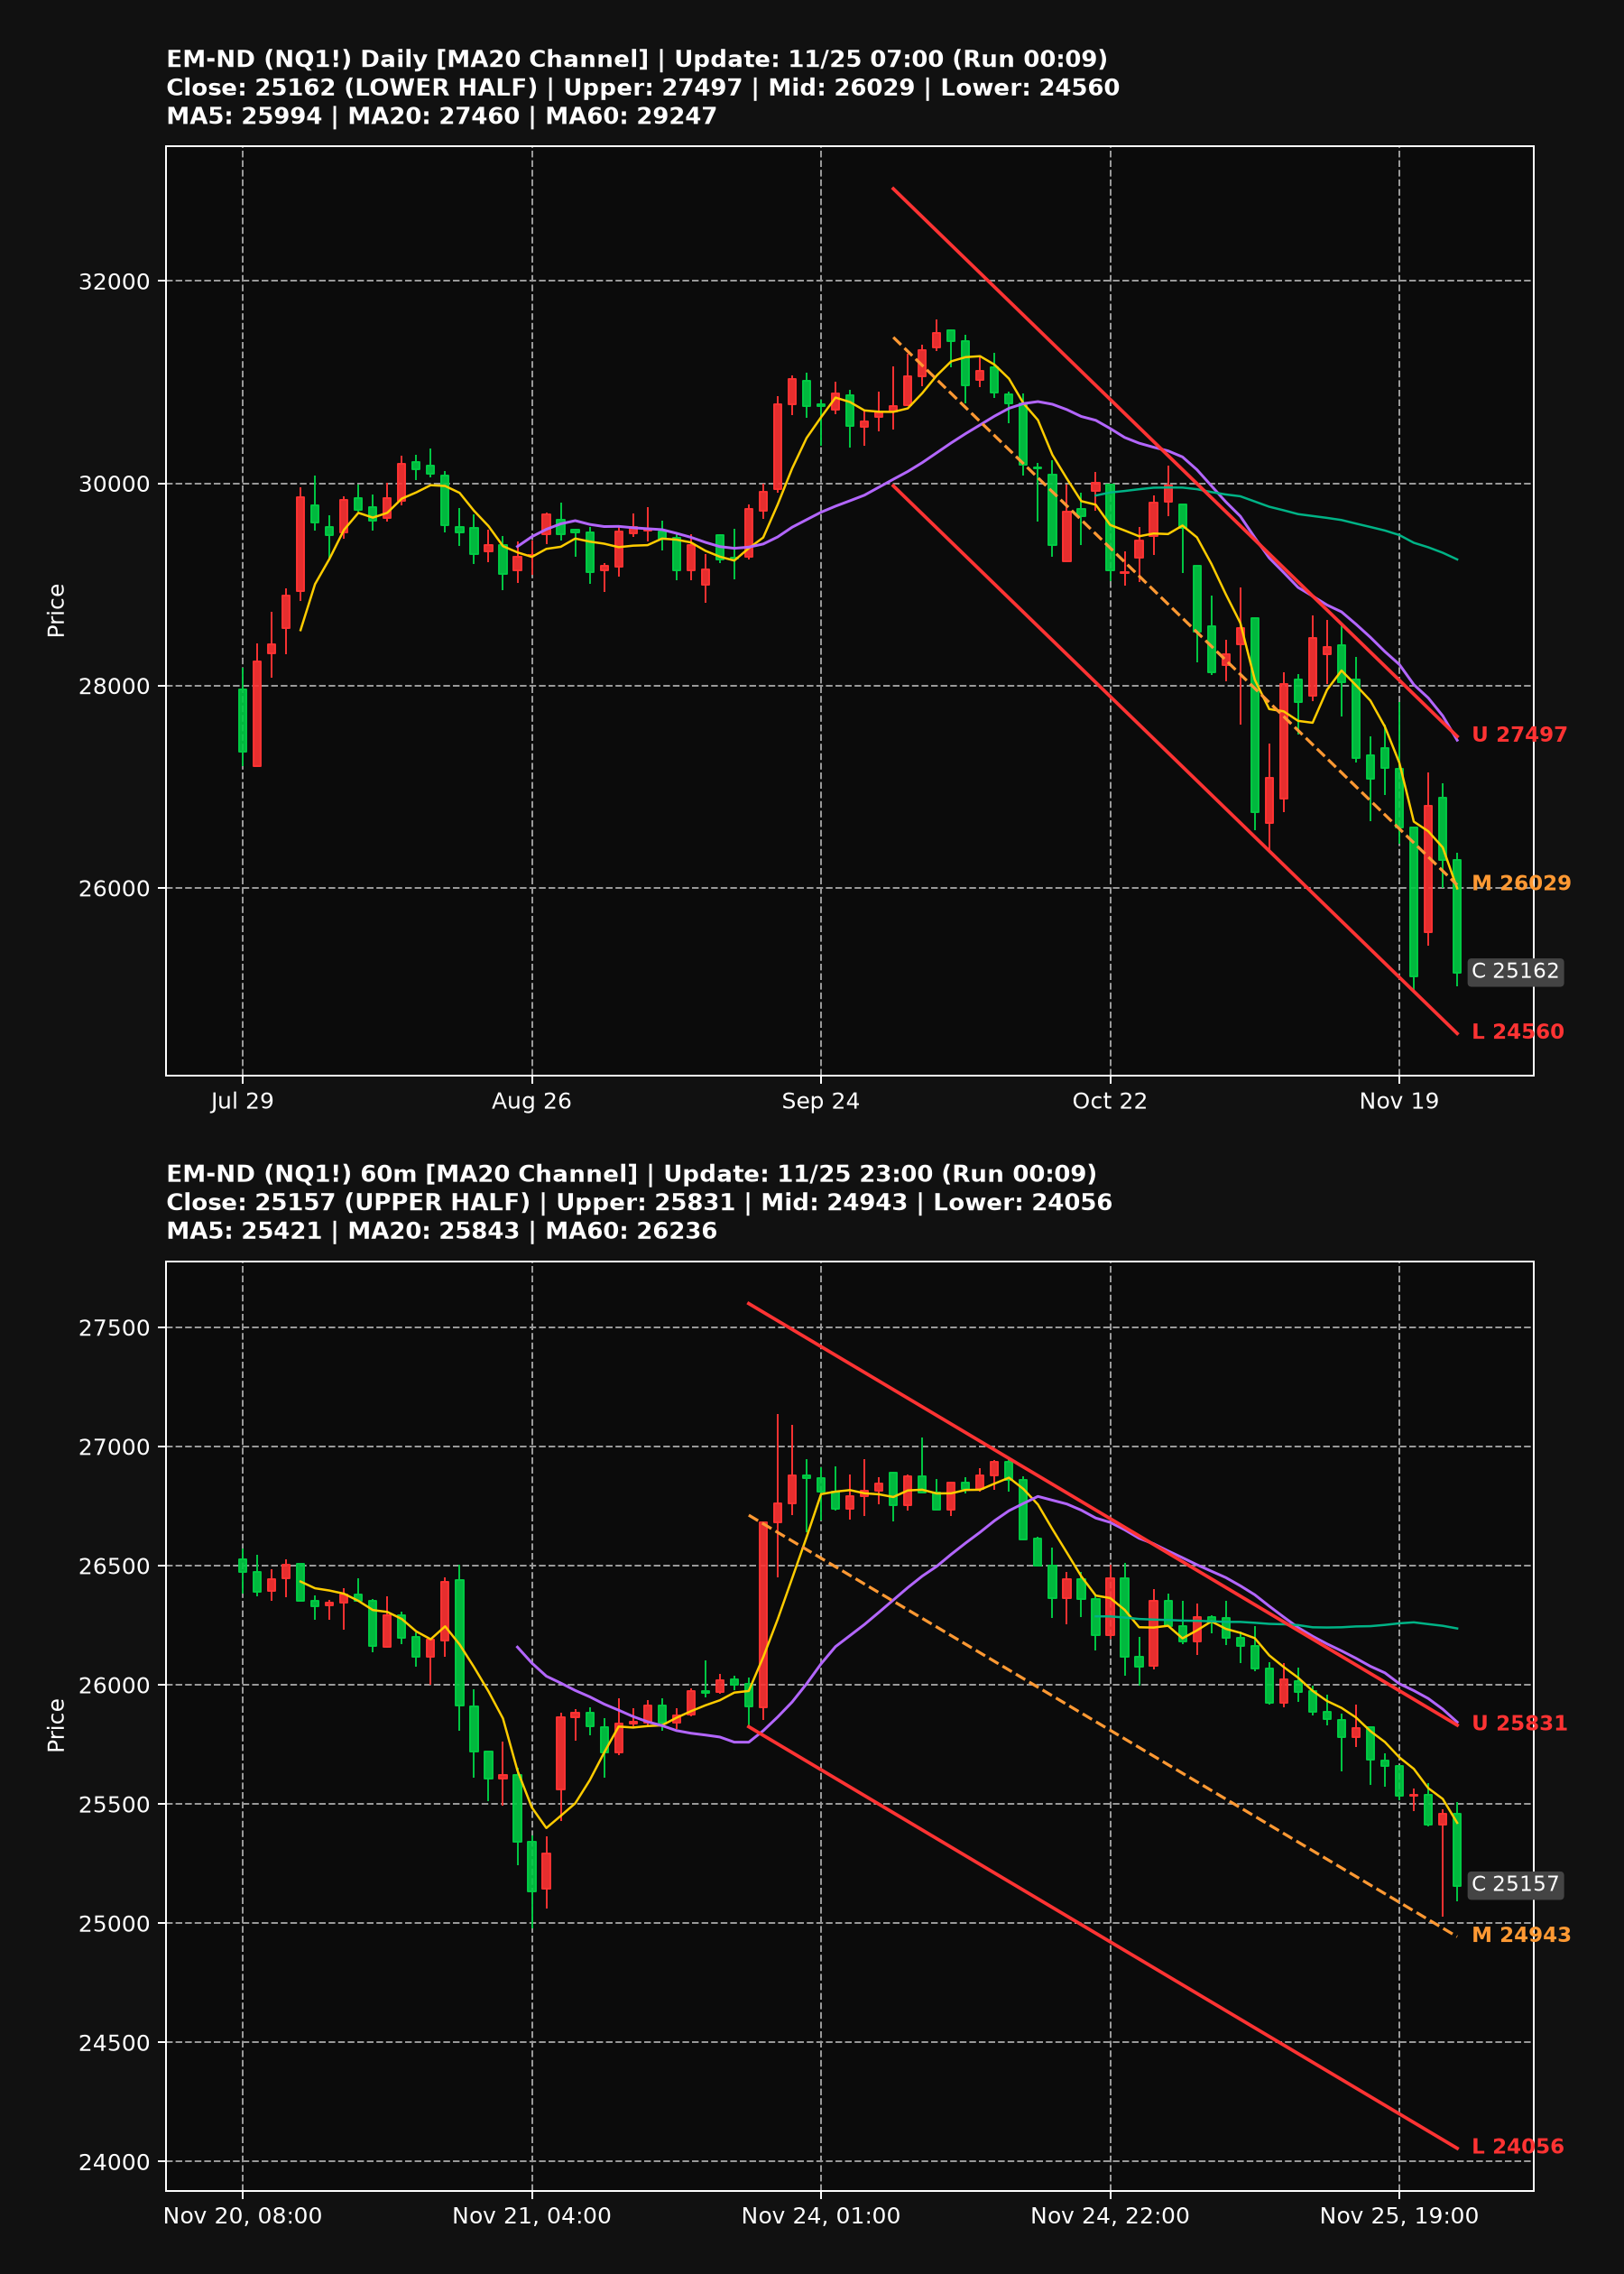 EM-ND (NQ1!) Daily [MA20 Channel] | Update: 11/25 07:00 (Run 00:09)
Close: 25162 (LOWER HALF) | Upper: 27497 | Mid: 26029 | Lower: 24560
MA5: 25994 | MA20: 27460 | MA60: 29247
Price
32000
30000
28000
26000
U 27497
M 26029
C 25162
L 24560
Jul 29
Aug 26
Sep 24
Oct 22
Nov 19
EM-ND (NQ1!) 60m [MA20 Channel] | Update: 11/25 23:00 (Run 00:09)
Close: 25157 (UPPER HALF) | Upper: 25831 | Mid: 24943 | Lower: 24056
MA5: 25421 | MA20: 25843 | MA60: 26236
Price
27500
27000
26500
26000
25500
25000
24500
24000
U 25831
C 25157
M 24943
L 24056
Nov 20, 08:00
Nov 21, 04:00
Nov 24, 01:00
Nov 24, 22:00
Nov 25, 19:00